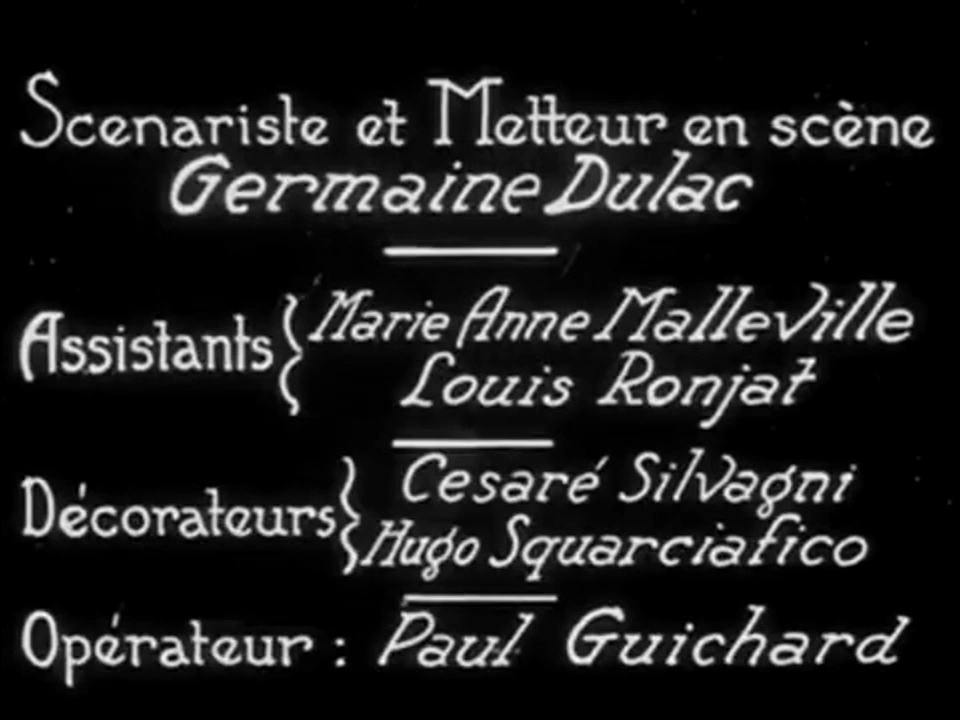 Scenariste et Metteur en scène
Germaine Dulac
Assistants { Marie Anne Malleville
Louis Ronjat
Décorateurs } Cesaré Silvagni
Hugo Squarciafico
Opérateur : Paul Guichard